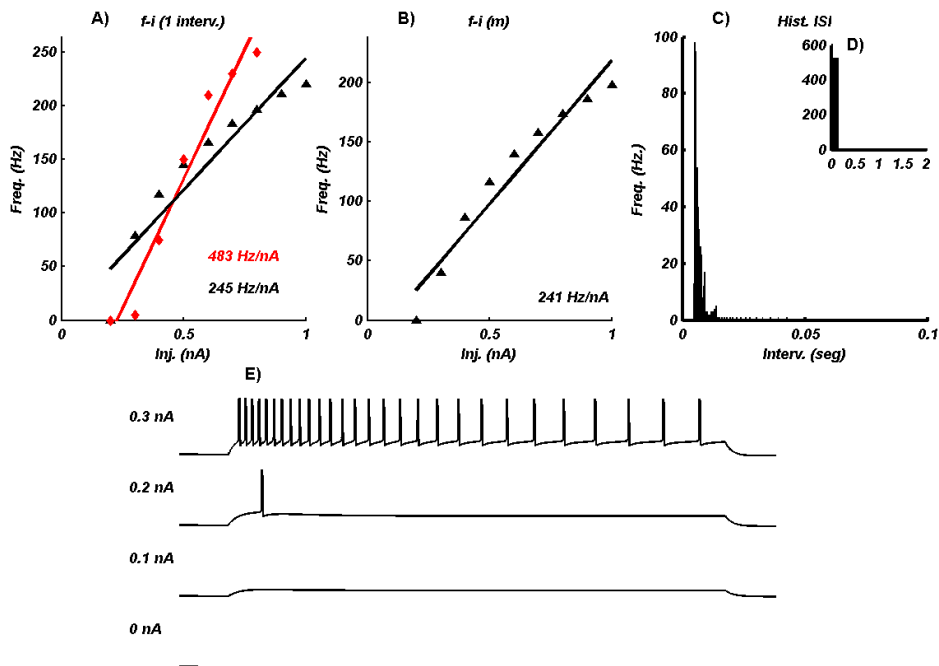 A)
f-i (1 interv.)
250
200
150
100
50
0
0
0.5
1
Freq. (Hz)
Inj. (nA)
483 Hz/nA
245 Hz/nA
B)
f-i (m)
200
150
100
50
0
0
0.5
1
Freq. (Hz)
Inj. (nA)
241 Hz/nA
C)
Hist. ISI
100
80
60
40
20
0
0
0.05
0.1
Freq. (Hz.)
Interv. (seg)
D)
600
400
200
0
0 0.5 1 1.5 2
E)
0.3 nA
0.2 nA
0.1 nA
0 nA